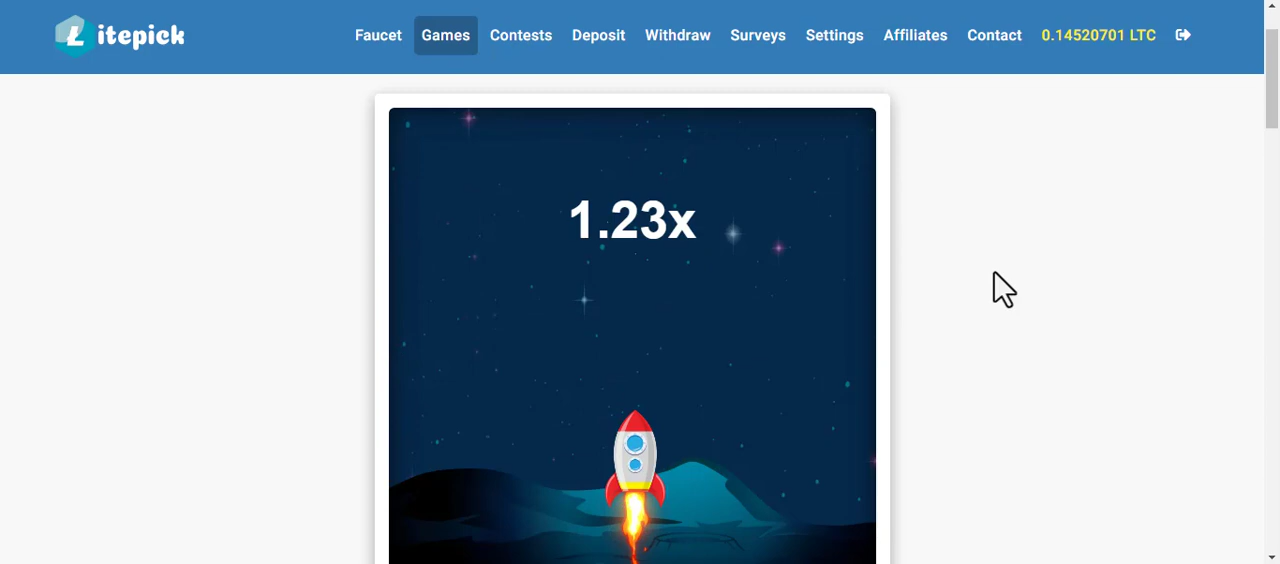 Litepick Faucet Games Contests Deposit Withdraw Surveys Settings Affiliates Contact 0.14520701 LTC
1.23x